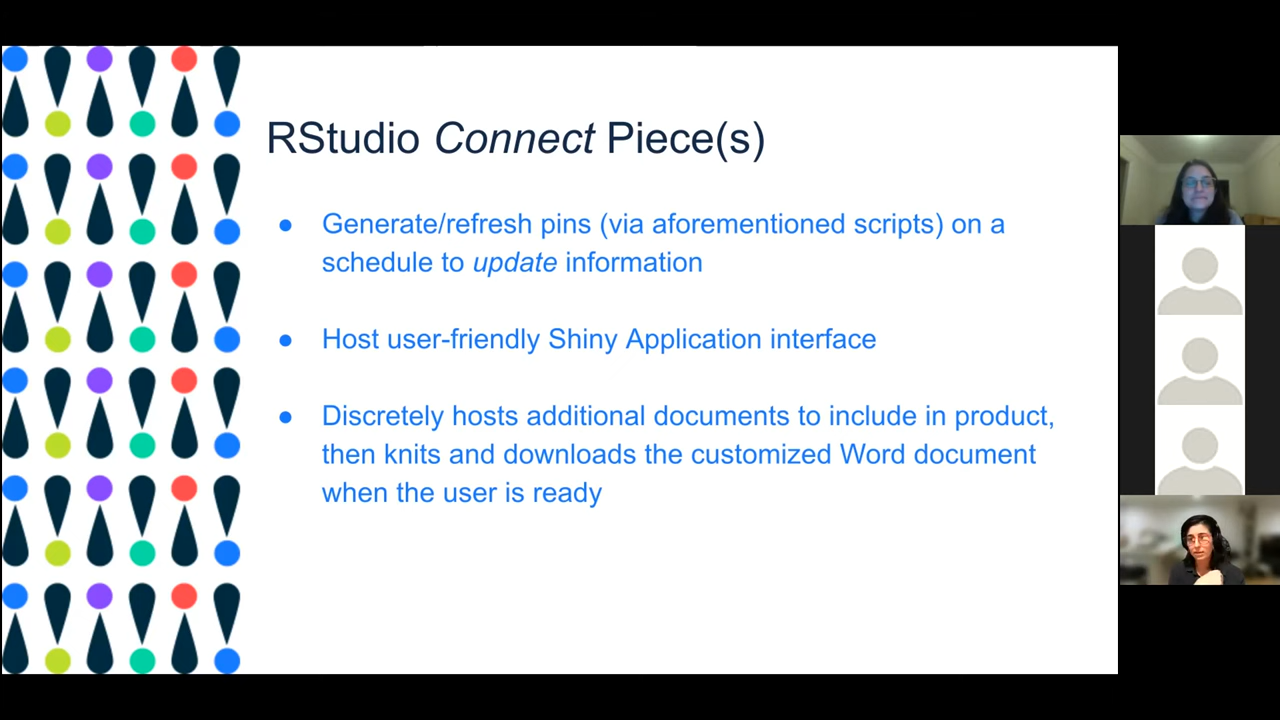 RStudio Connect Piece(s)
● Generate/refresh pins (via aforementioned scripts) on a
schedule to update information
● Host user-friendly Shiny Application interface
● Discretely hosts additional documents to include in product,
then knits and downloads the customized Word document
when the user is ready